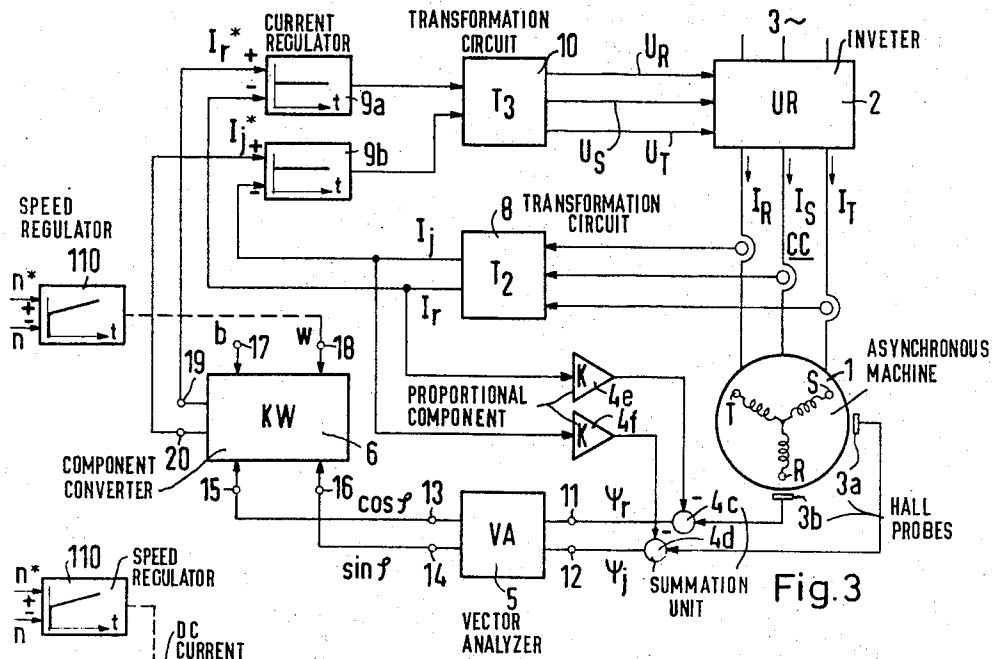 CURRENT
REGULATOR
TRANSFORMATION
CIRCUIT
10
3~
INVETER
Ir* +
-
t
9a
T3
UR
US
UT
UR
2
Ij* +
-
t
9b
IR
IS
IT
CC
SPEED
REGULATOR
110
n*
+
-
n
t
8
TRANSFORMATION
CIRCUIT
T2
Ij
Ir
b
17
w
18
19
20
KW
6
COMPONENT
CONVERTER
15
16
PROPORTIONAL
COMPONENT
K
4e
K
4f
ASYNCHRONOUS
MACHINE
1
S
T
R
3a
3b
HALL
PROBES
cosρ
13
sinρ
14
VA
5
VECTOR
ANALYZER
11
Ψr
12
Ψj
-
4c
-
4d
SUMMATION
UNIT
Fig.3
110
SPEED
REGULATOR
n*
+
-
n
t
DC
CURRENT